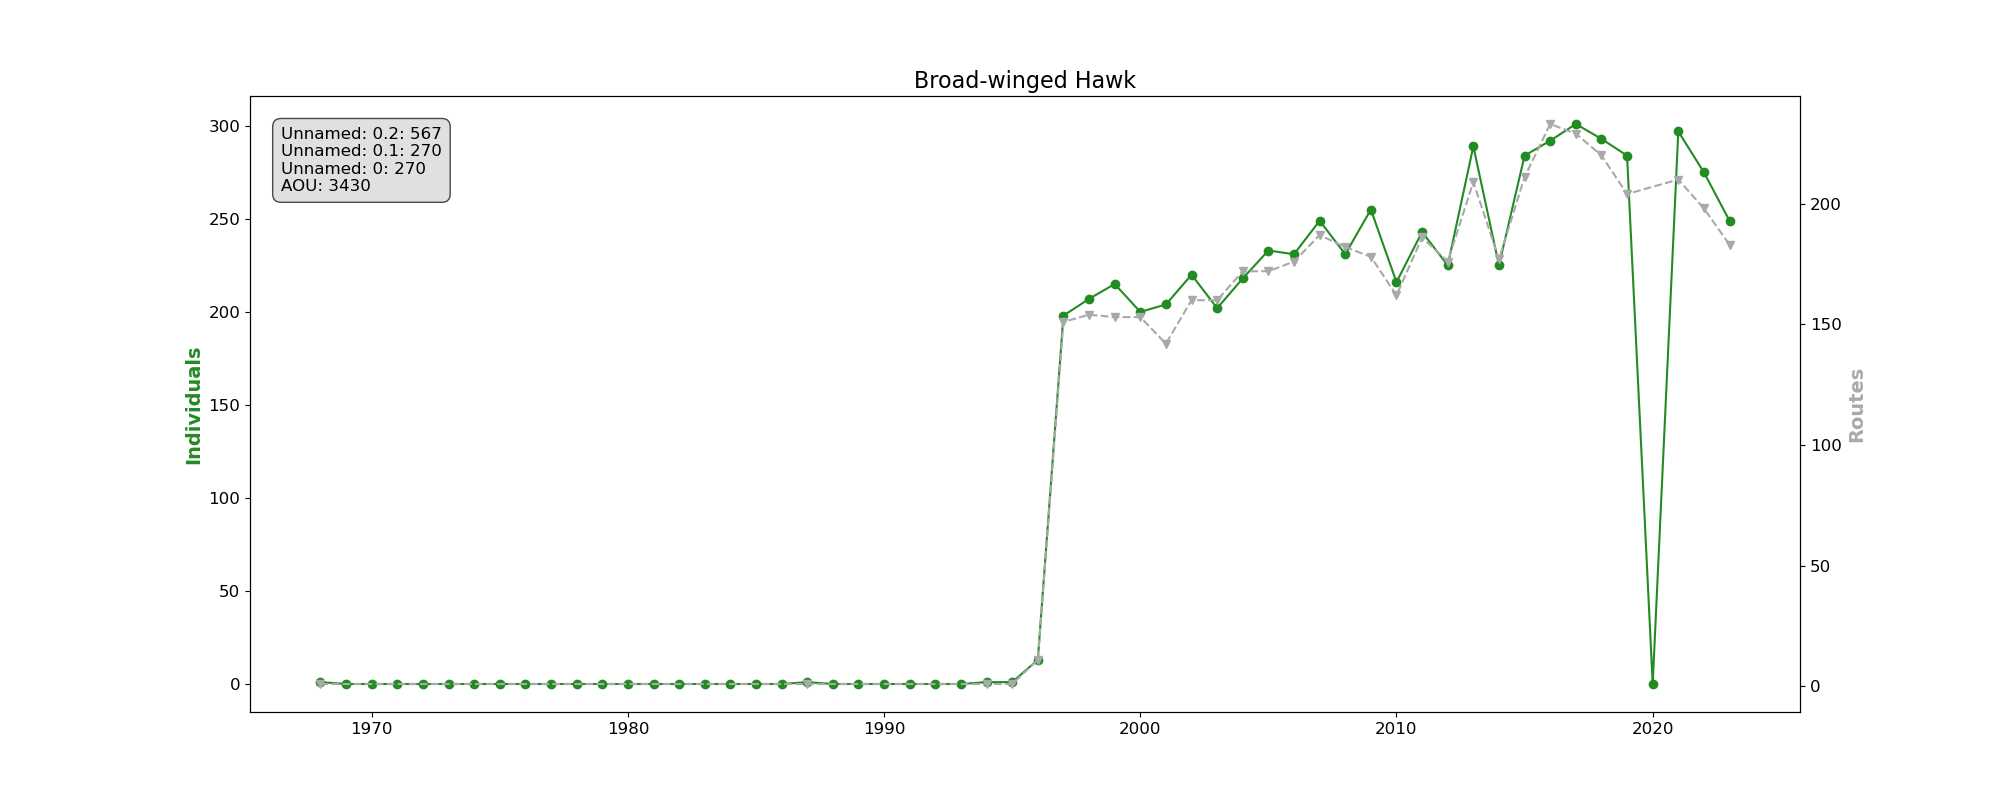 Broad-winged Hawk
Unnamed: 0.2: 567
Unnamed: 0.1: 270
Unnamed: 0: 270
AOU: 3430
Individuals
300
250
200
150
100
50
0
1970 1980 1990 2000 2010 2020
200
150
100
50
0
Routes